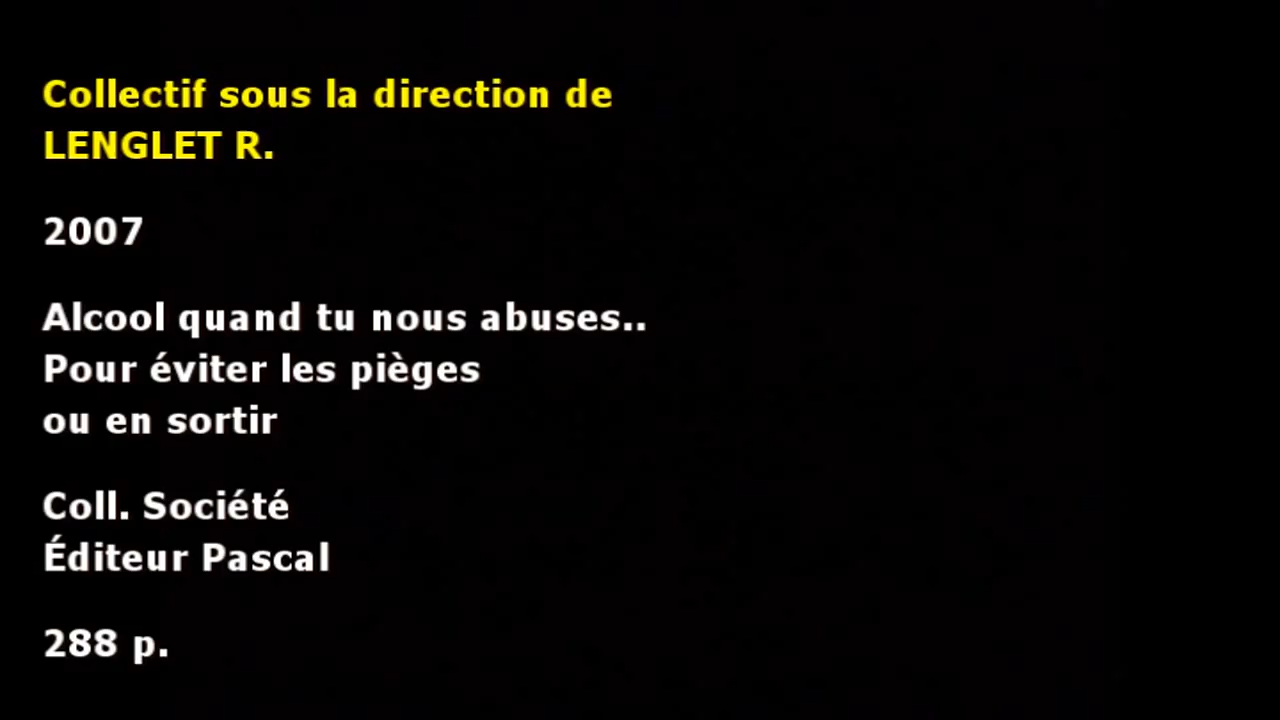 Collectif sous la direction de
LENGLET R.
2007
Alcool quand tu nous abuses..
Pour éviter les pièges
ou en sortir
Coll. Société
Éditeur Pascal
288 p.